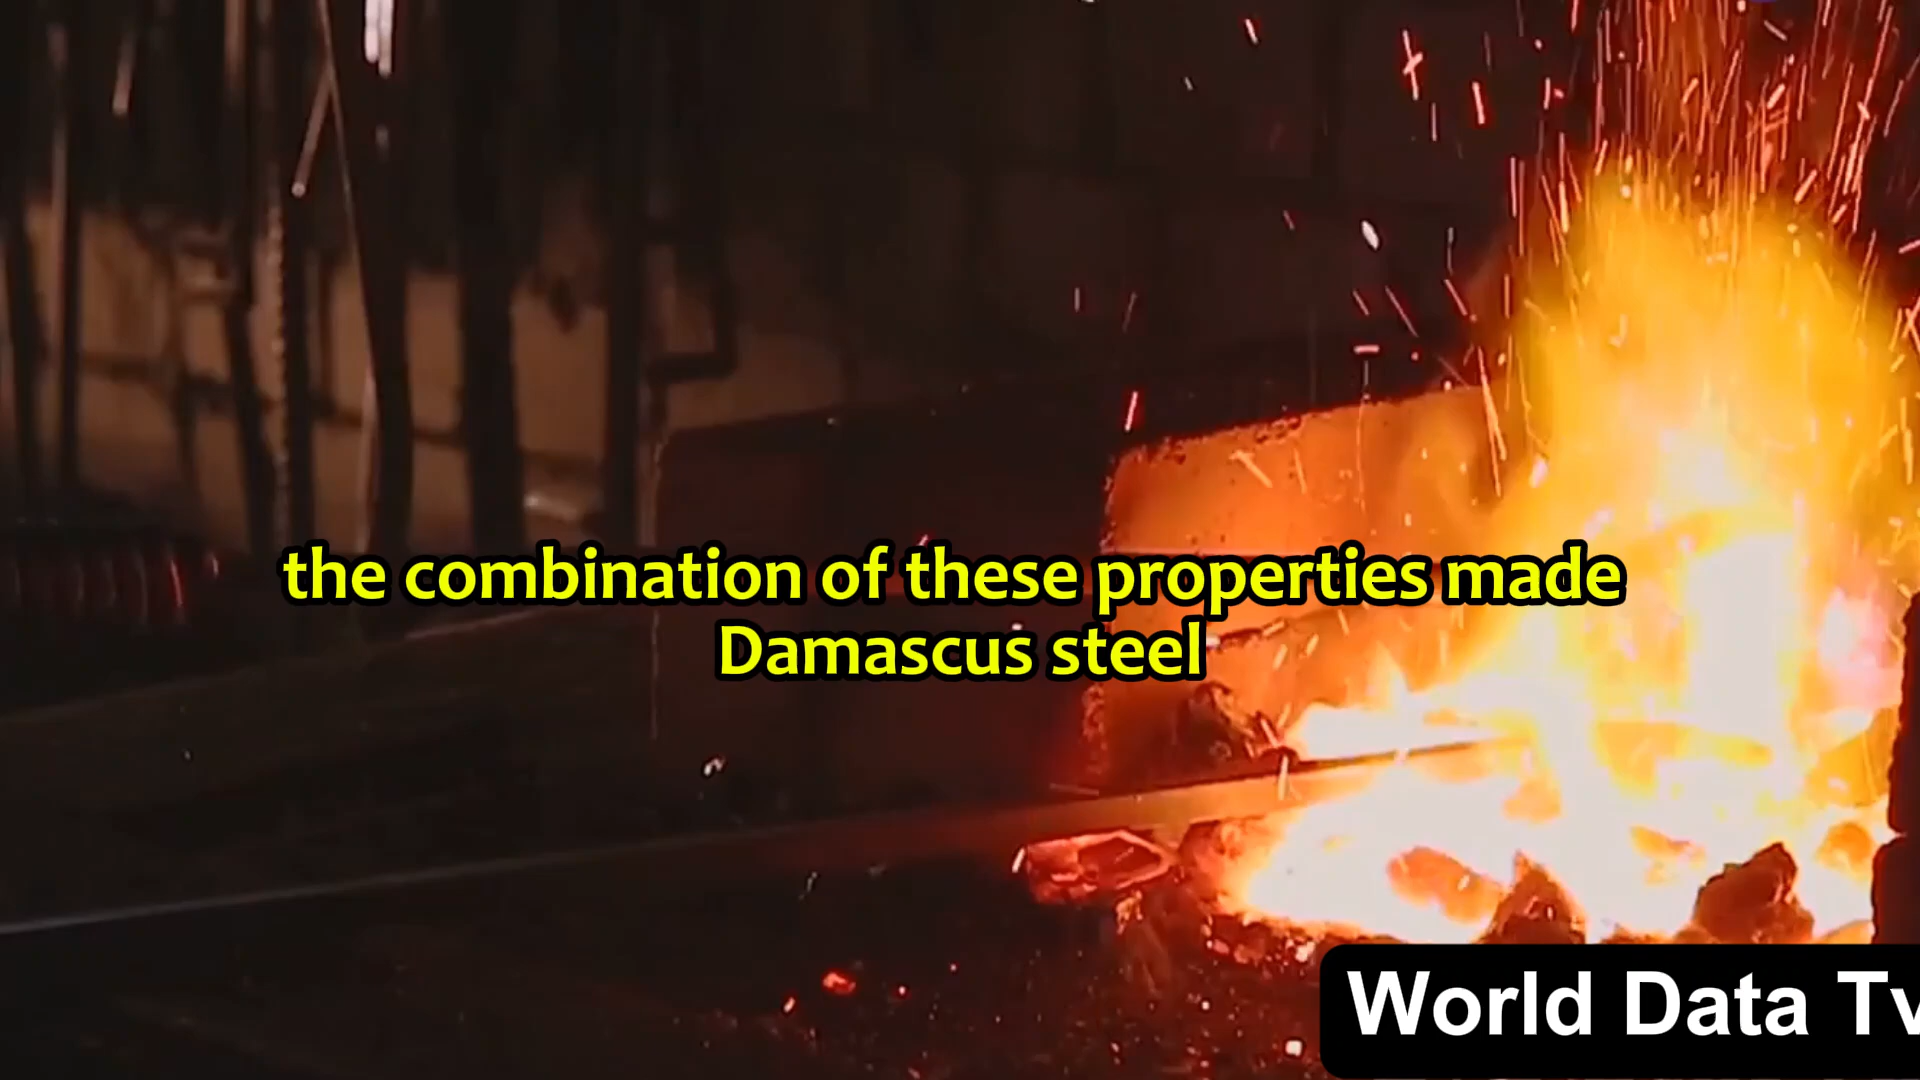 the combination of these properties made
Damascus steel
World Data Tv